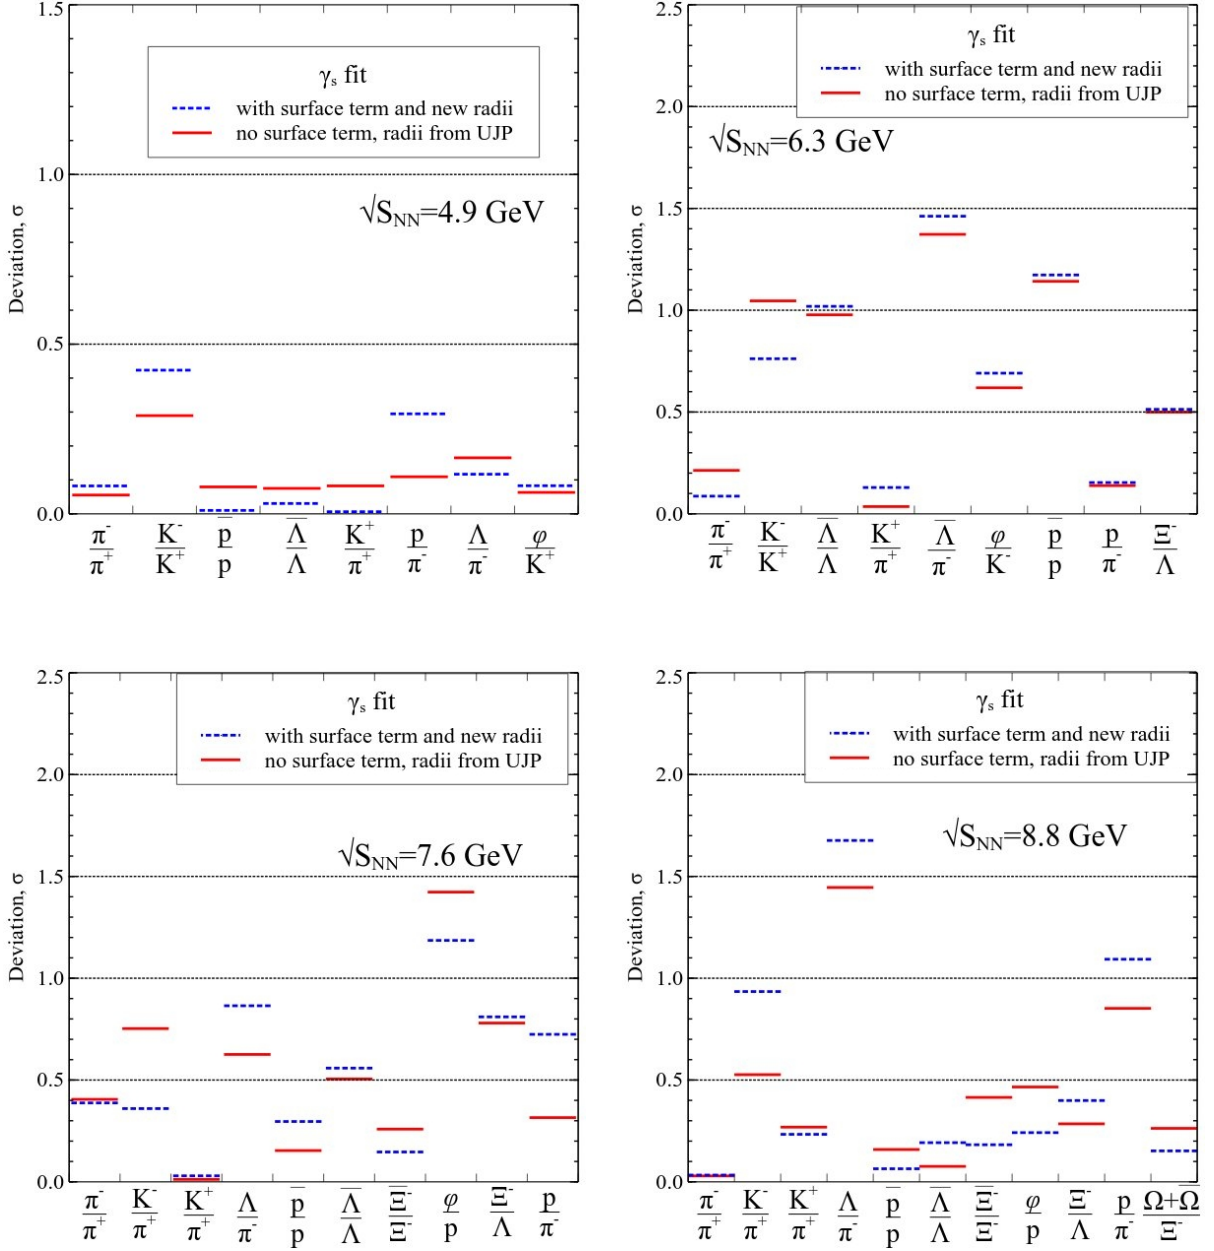 1.5
1.0
0.5
0.0
Deviation, σ
γs fit
with surface term and new radii
no surface term, radii from UJP
√SNN=4.9 GeV
π⁻/π⁺ K⁻/K⁺ p̅/p Λ̅/Λ K⁺/π⁺ p/π⁻ Λ/π⁻ φ/K⁺
2.5
2.0
1.5
1.0
0.5
0.0
Deviation, σ
γs fit
with surface term and new radii
no surface term, radii from UJP
√SNN=6.3 GeV
π⁻/π⁺ K⁻/K⁺ Λ̅/Λ K⁺/π⁺ Λ̅/π⁻ φ/K⁻ p̅/p p/π⁻ Ξ⁻/Λ
2.5
2.0
1.5
1.0
0.5
0.0
Deviation, σ
γs fit
with surface term and new radii
no surface term, radii from UJP
√SNN=7.6 GeV
π⁻/π⁺ K⁻/π⁺ K⁺/π⁺ Λ/π⁻ p̅/p Λ̅/Λ Ξ̅⁻/Ξ⁻ φ/p Ξ⁻/Λ p/π⁻
2.5
2.0
1.5
1.0
0.5
0.0
Deviation, σ
γs fit
with surface term and new radii
no surface term, radii from UJP
√SNN=8.8 GeV
π⁻/π⁺ K⁻/π⁺ K⁺/π⁺ Λ/π⁻ p̅/p Λ̅/Λ Ξ̅⁻/Ξ⁻ φ/p Ξ⁻/Λ p/π⁻ Ω+Ω̅/Ξ⁻